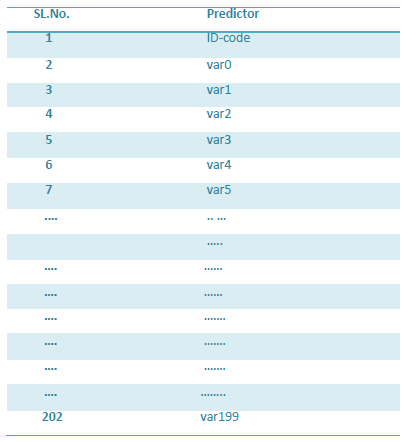 SL.No. Predictor
1 ID-code
2 var0
3 var1
4 var2
5 var3
6 var4
7 var5
.... .. ...
.....
.... ......
.... ......
.... .......
.... .......
.... .......
.... ........
202 var199